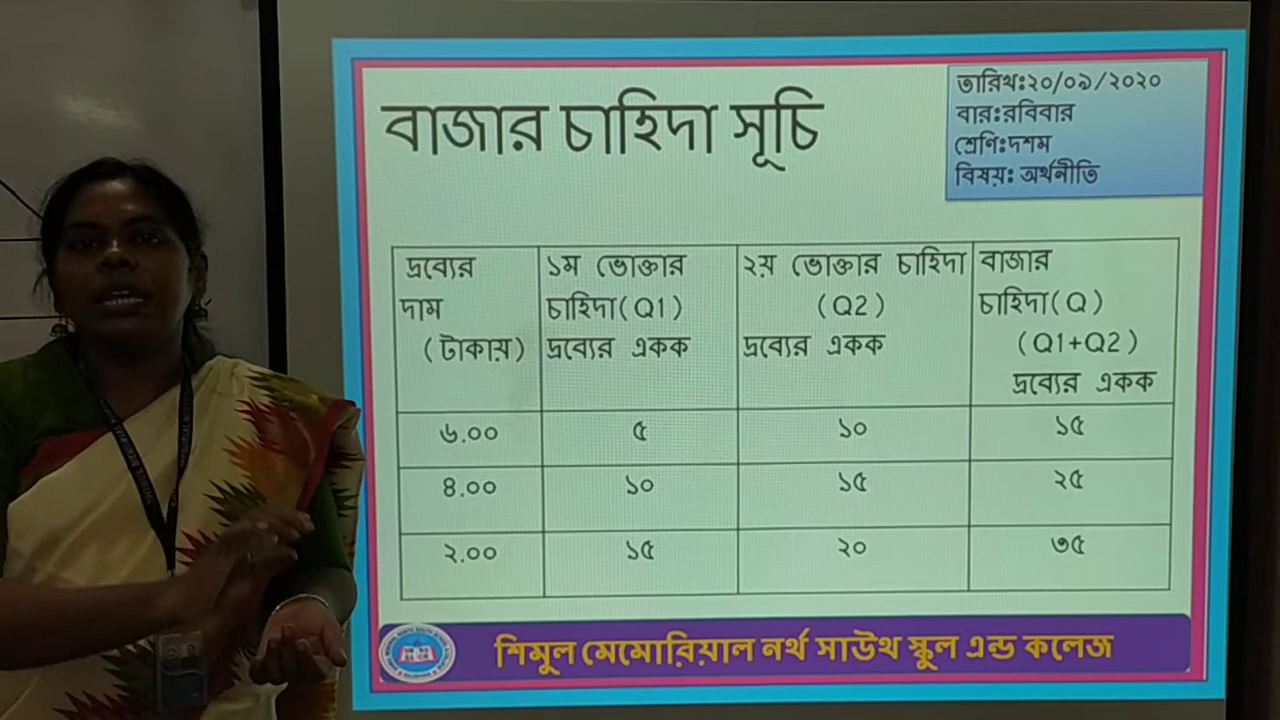 বাজার চাহিদা সূচি
তারিখঃ২০/০৯/২০২০
বারঃরবিবার
শ্রেণিঃদশম
বিষয়ঃ অর্থনীতি
দ্রব্যের
দাম
(টাকায়)
১ম ভোক্তার
চাহিদা(Q1)
দ্রব্যের একক
২য় ভোক্তার চাহিদা
(Q2)
দ্রব্যের একক
বাজার
চাহিদা(Q)
(Q1+Q2)
দ্রব্যের একক
৬.০০ ৫ ১০ ১৫
৪.০০ ১০ ১৫ ২৫
২.০০ ১৫ ২০ ৩৫
শিমুল মেমোরিয়াল নর্থ সাউথ স্কুল এন্ড কলেজ